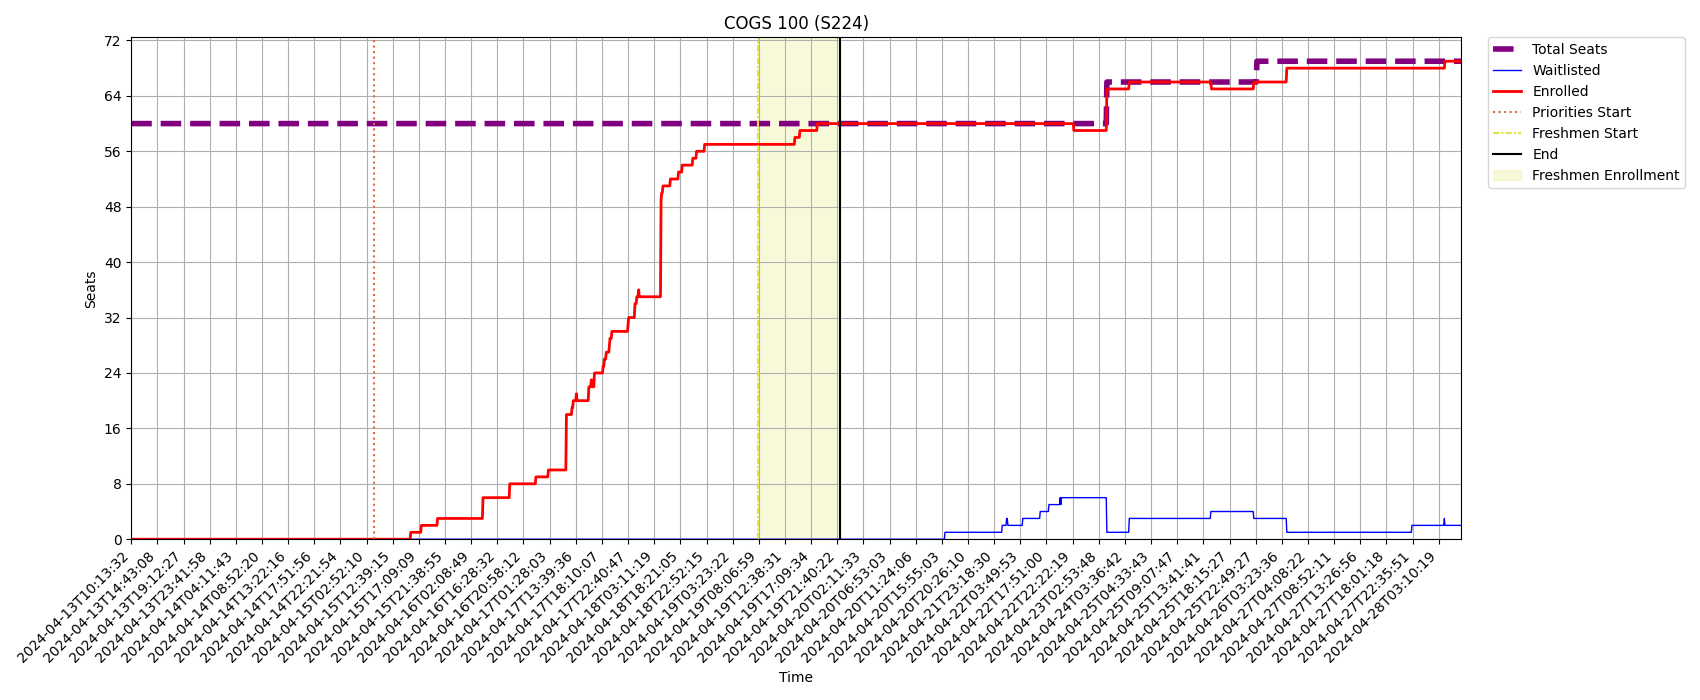 COGS 100 (S224)
72
64
56
48
40
32
24
16
8
0
Seats
2024-04-13T10:13:32
2024-04-13T14:43:08
2024-04-13T19:12:27
2024-04-13T23:41:58
2024-04-14T04:11:43
2024-04-14T08:52:20
2024-04-14T13:22:16
2024-04-14T17:51:56
2024-04-14T22:21:54
2024-04-15T02:52:10
2024-04-15T12:39:15
2024-04-15T17:09:09
2024-04-15T21:38:55
2024-04-16T02:08:49
2024-04-16T16:28:32
2024-04-16T20:58:12
2024-04-17T01:28:03
2024-04-17T13:39:36
2024-04-17T18:10:07
2024-04-17T22:40:47
2024-04-18T03:11:19
2024-04-18T18:21:05
2024-04-18T22:52:15
2024-04-19T03:23:22
2024-04-19T08:06:59
2024-04-19T12:38:31
2024-04-19T17:09:34
2024-04-19T21:40:22
2024-04-20T02:11:33
2024-04-20T06:53:03
2024-04-20T11:24:06
2024-04-20T15:55:03
2024-04-20T20:26:10
2024-04-21T23:18:30
2024-04-22T03:49:53
2024-04-22T17:51:00
2024-04-22T22:22:19
2024-04-23T02:53:48
2024-04-24T03:36:42
2024-04-25T04:33:43
2024-04-25T09:07:47
2024-04-25T13:41:41
2024-04-25T18:15:27
2024-04-25T22:49:27
2024-04-26T03:23:36
2024-04-27T04:08:22
2024-04-27T08:52:11
2024-04-27T13:26:56
2024-04-27T18:01:18
2024-04-27T22:35:51
2024-04-28T03:10:19
Time
Total Seats
Waitlisted
Enrolled
Priorities Start
Freshmen Start
End
Freshmen Enrollment